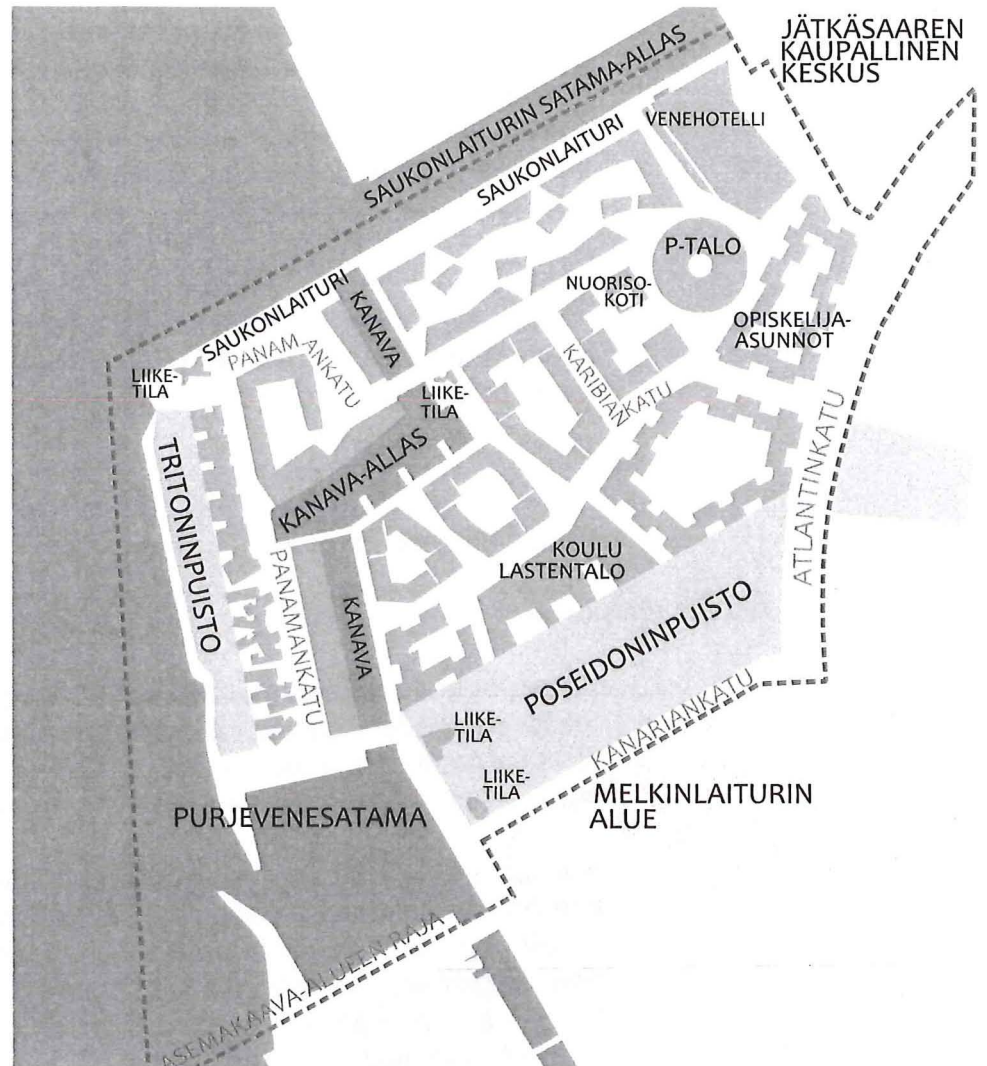 JÄTKÄSAAREN
KAUPALLINEN
KESKUS
SAUKONLAITURIN SATAMA-ALLAS
VENEHOTELLI
SAUKONLAITURI
P-TALO
NUORISO-
KOTI
OPISKELIJA-
ASUNNOT
SAUKONLAITURI
KANAVA
PANAMANKATU
LIIKE-
TILA
LIIKE-
TILA
KARIBIANKATU
TRITONINPUISTO
KANAVA-ALLAS
ATLANTINKATU
KOULU
LASTENTALO
PANAMANKATU
KANAVA
POSEIDONINPUISTO
LIIKE-
TILA
KANARIANKATU
LIIKE-
TILA
MELKINLAITURIN
ALUE
PURJEVENESATAMA
ASEMAKAAVA-ALUEEN RAJA